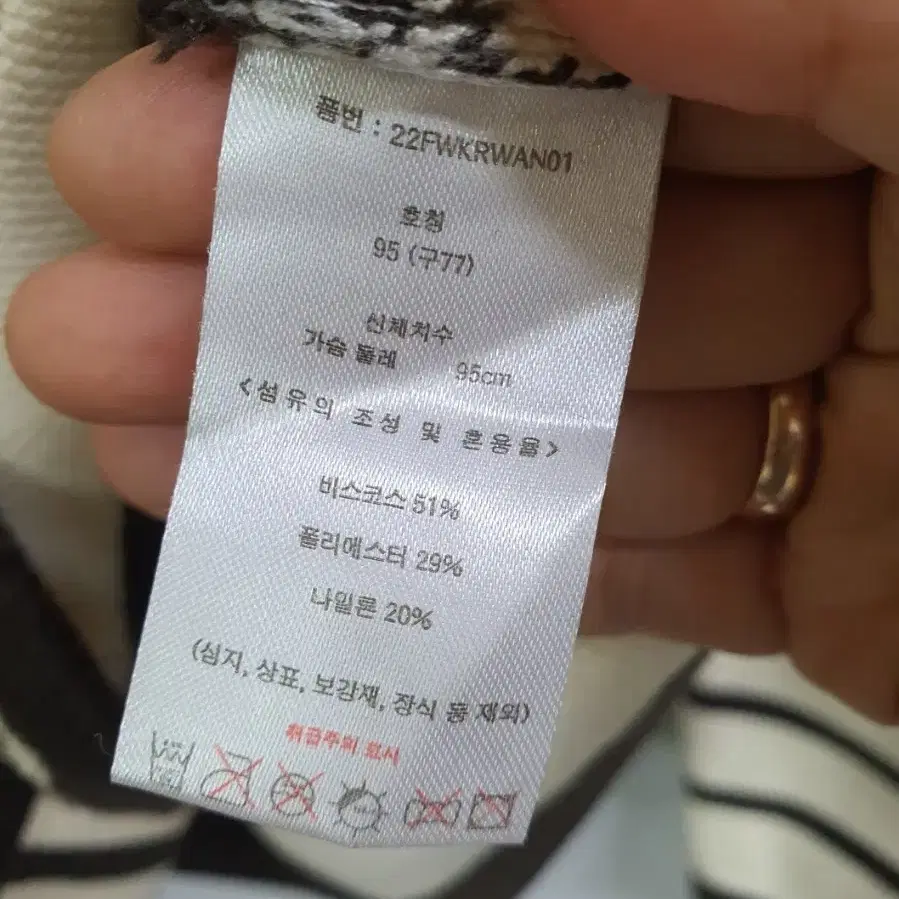 품번 : 22FWKRWAN01
호칭
95 (구77)
신체치수
가슴 둘레 95cm
<섬유의 조성 및 혼용율>
비스코스 51%
폴리에스터 29%
나일론 20%
(심지, 상표, 보강재, 장식 등 제외)
취급주의 표시